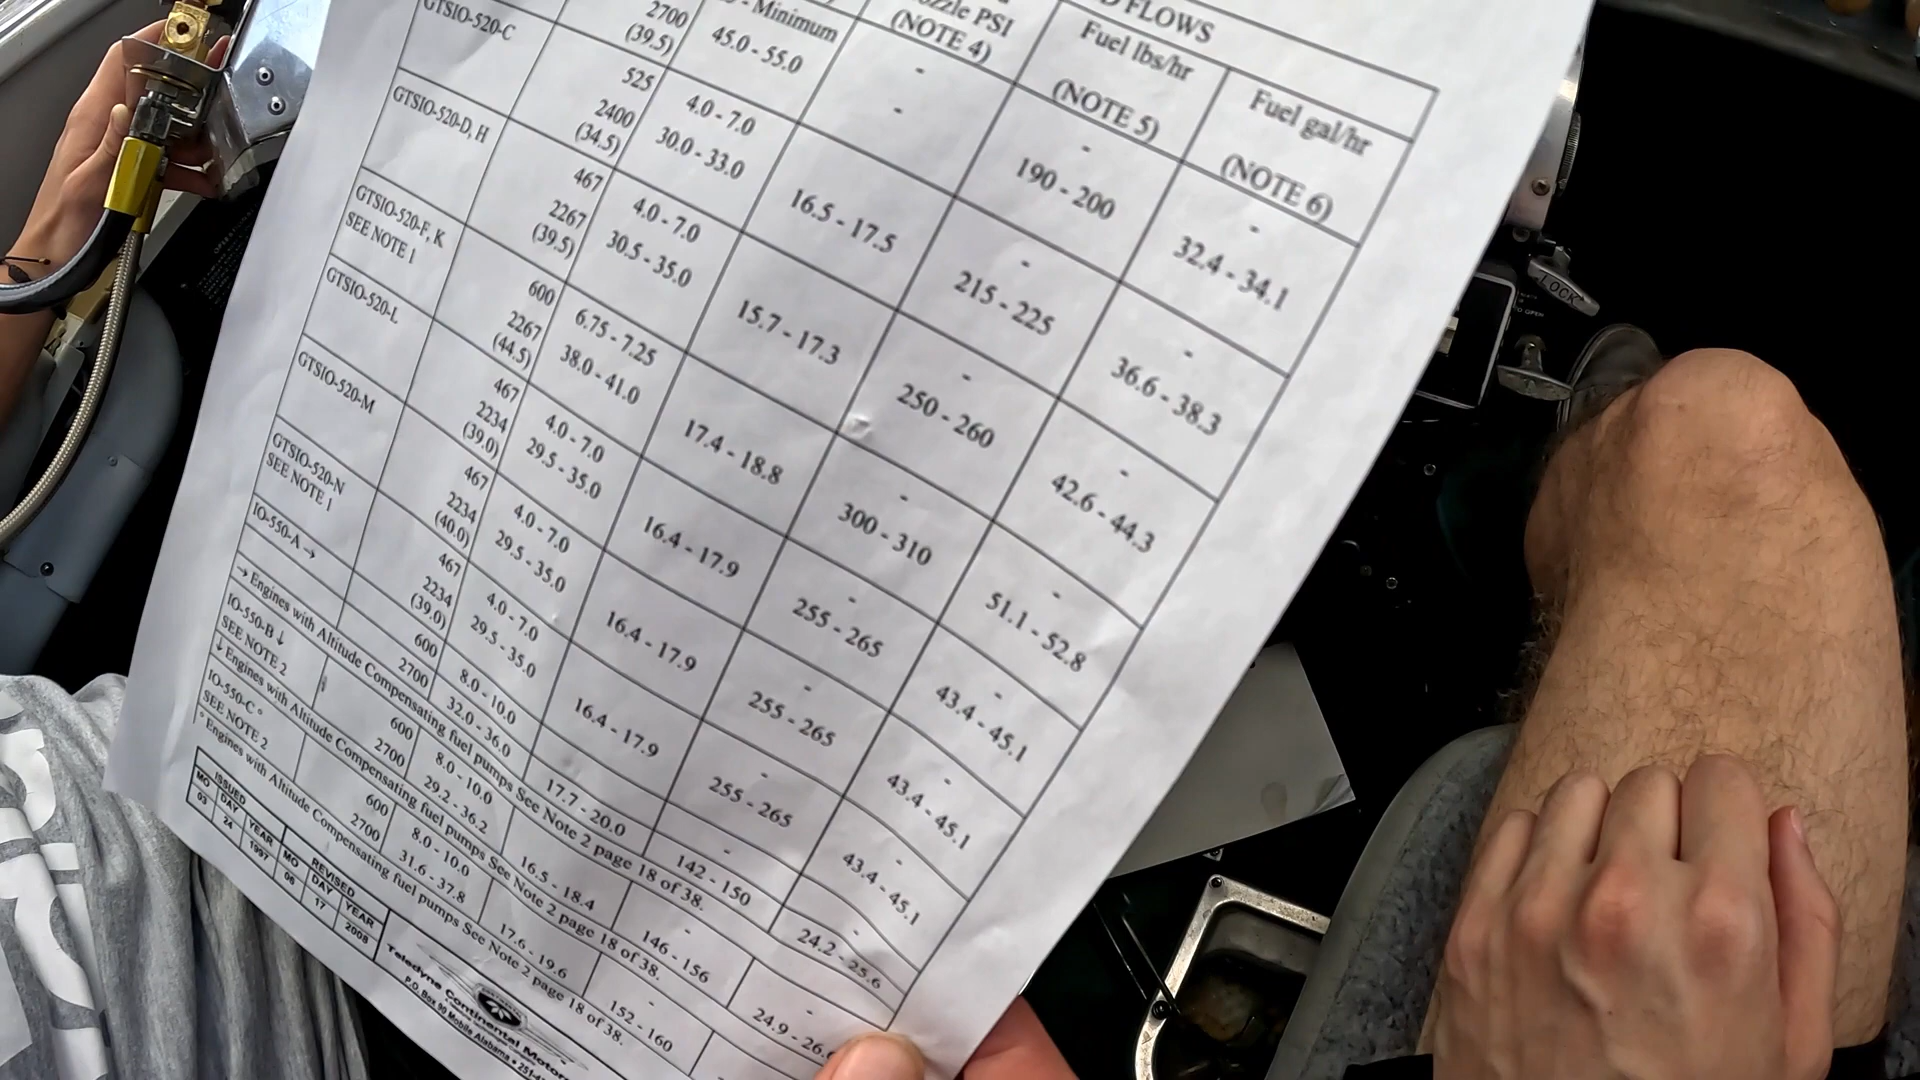 D FLOWS
- Minimum
zzle PSI
(NOTE 4)
Fuel lbs/hr
(NOTE 5)
Fuel gal/hr
(NOTE 6)
GTSIO-520-C
2700
(39.5)
45.0 - 55.0
-
-
-
-
GTSIO-520-D, H
525
2400
(34.5)
4.0 - 7.0
30.0 - 33.0
16.5 - 17.5
190 - 200
32.4 - 34.1
GTSIO-520-F, K
SEE NOTE 1
467
2267
(39.5)
4.0 - 7.0
30.5 - 35.0
15.7 - 17.3
-
215 - 225
-
36.6 - 38.3
GTSIO-520-L
600
2267
(44.5)
6.75 - 7.25
38.0 - 41.0
17.4 - 18.8
-
250 - 260
-
42.6 - 44.3
GTSIO-520-M
467
2234
(39.0)
4.0 - 7.0
29.5 - 35.0
16.4 - 17.9
-
300 - 310
-
51.1 - 52.8
GTSIO-520-N
SEE NOTE 1
467
2234
(40.0)
4.0 - 7.0
29.5 - 35.0
16.4 - 17.9
-
255 - 265
-
43.4 - 45.1
467
2234
(39.0)
4.0 - 7.0
29.5 - 35.0
16.4 - 17.9
-
255 - 265
-
43.4 - 45.1
-
255 - 265
-
43.4 - 45.1
IO-550-A →
600
2700
8.0 - 10.0
32.0 - 36.0
17.7 - 20.0
-
142 - 150
-
24.2 - 25.6
→ Engines with Altitude Compensating fuel pumps See Note 2 page 18 of 38.
IO-550-B ↓
SEE NOTE 2
600
2700
8.0 - 10.0
29.2 - 36.2
16.5 - 18.4
-
146 - 156
-
24.9 - 26.
↓ Engines with Altitude Compensating fuel pumps See Note 2 page 18 of 38.
IO-550-C °
SEE NOTE 2
600
2700
8.0 - 10.0
31.6 - 37.8
17.6 - 19.6
-
152 - 160
° Engines with Altitude Compensating fuel pumps See Note 2 page 18 of 38.
ISSUED
REVISED
MO DAY YEAR MO DAY YEAR
03 24 1997 06 17 2008
Teledyne Continental Motors
P.O. Box 90 Mobile Alabama • 251-4
LOCK
TO OPEN